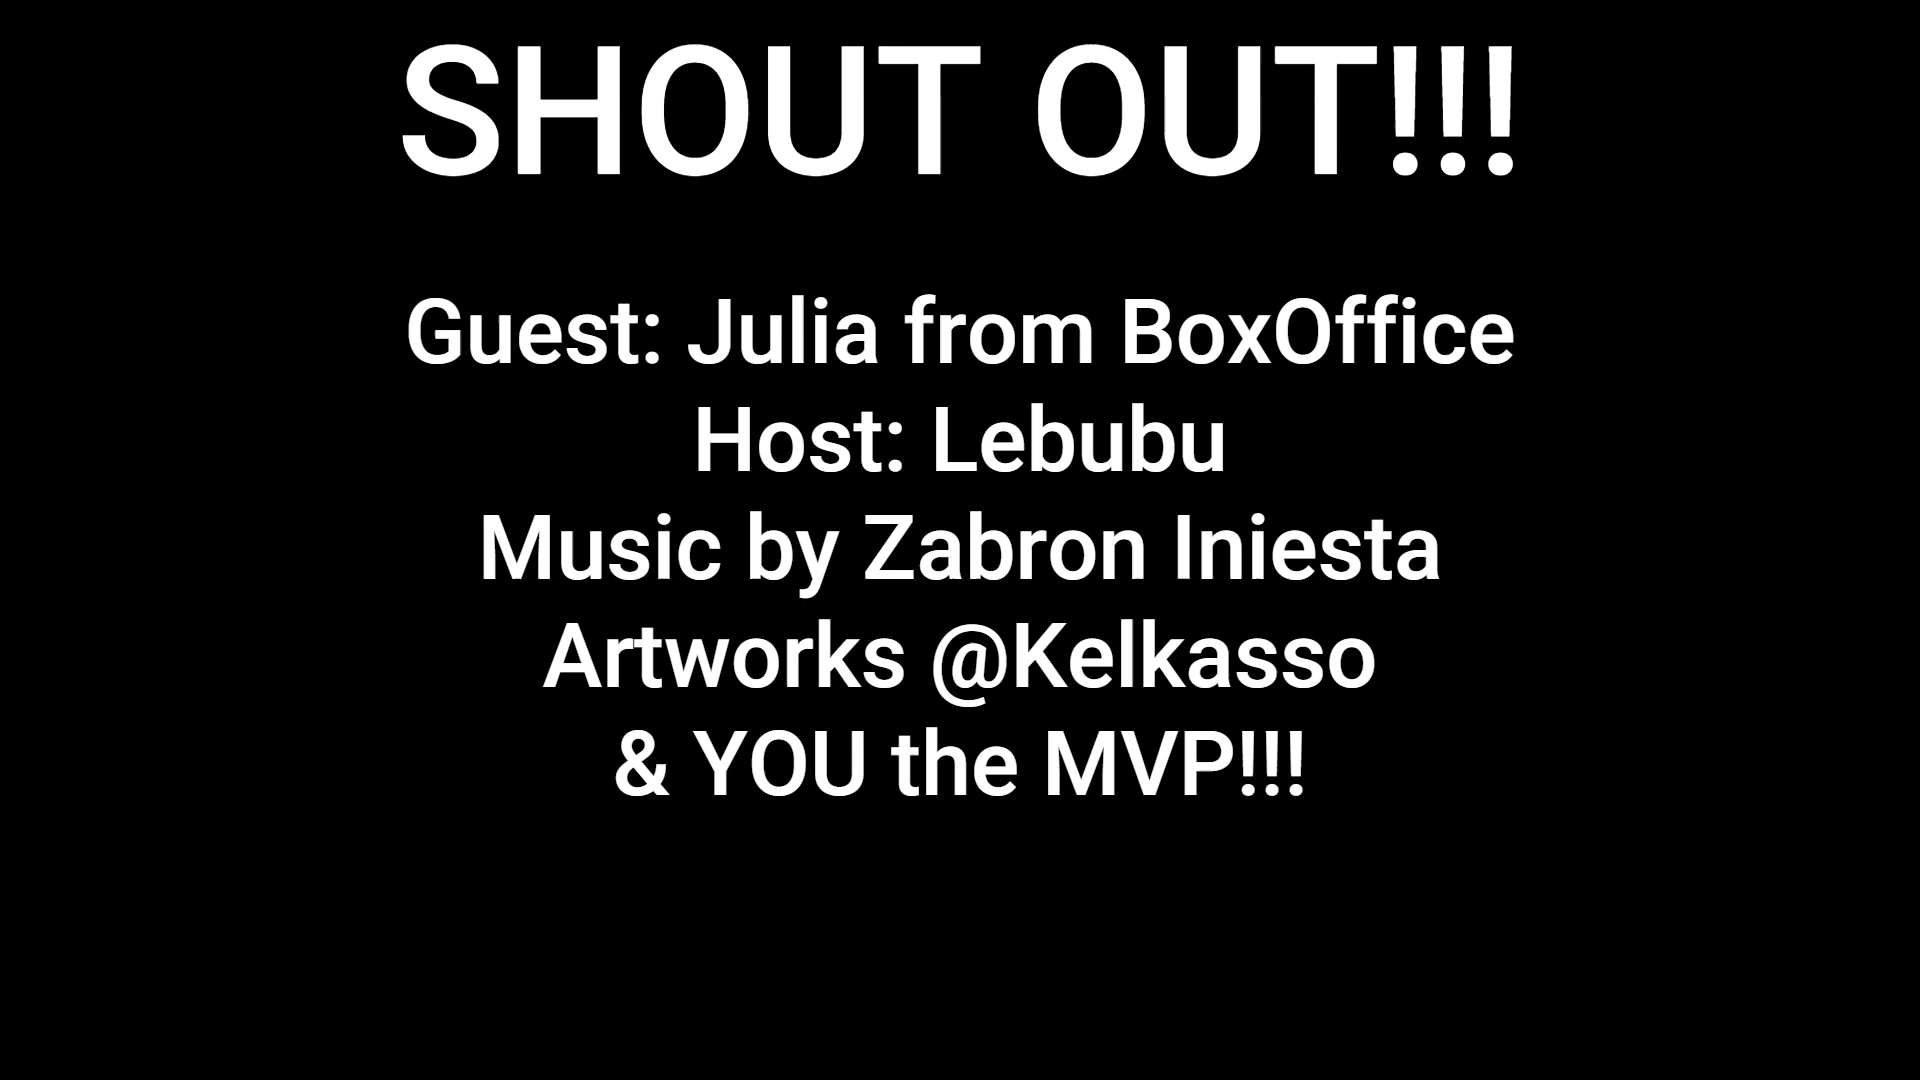 SHOUT OUT!!!
Guest: Julia from BoxOffice
Host: Lebubu
Music by Zabron Iniesta
Artworks @Kelkasso
& YOU the MVP!!!